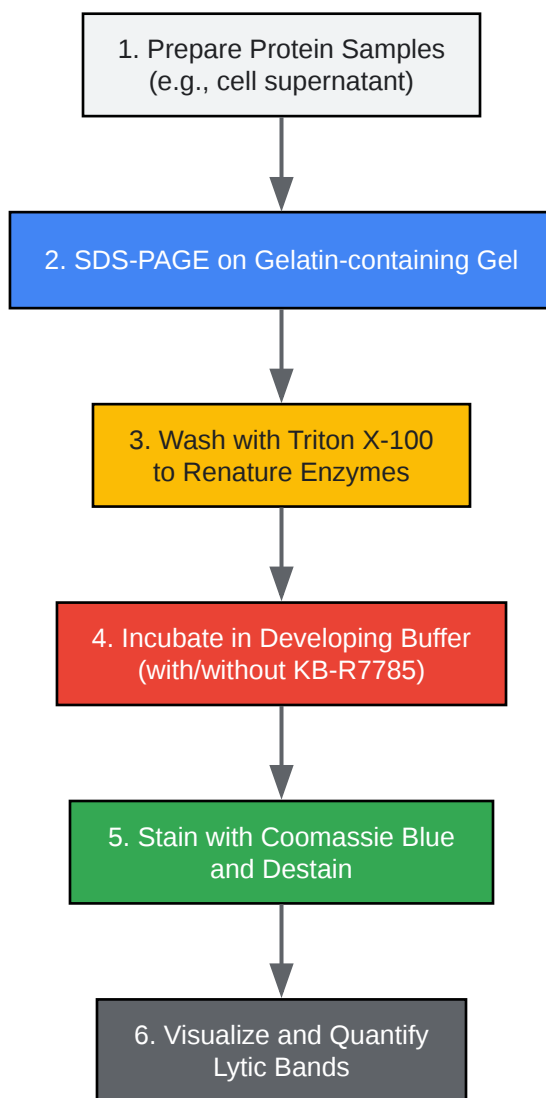 1. Prepare Protein Samples
(e.g., cell supernatant)
2. SDS-PAGE on Gelatin-containing Gel
3. Wash with Triton X-100
to Renature Enzymes
4. Incubate in Developing Buffer
(with/without KB-R7785)
5. Stain with Coomassie Blue
and Destain
6. Visualize and Quantify
Lytic Bands